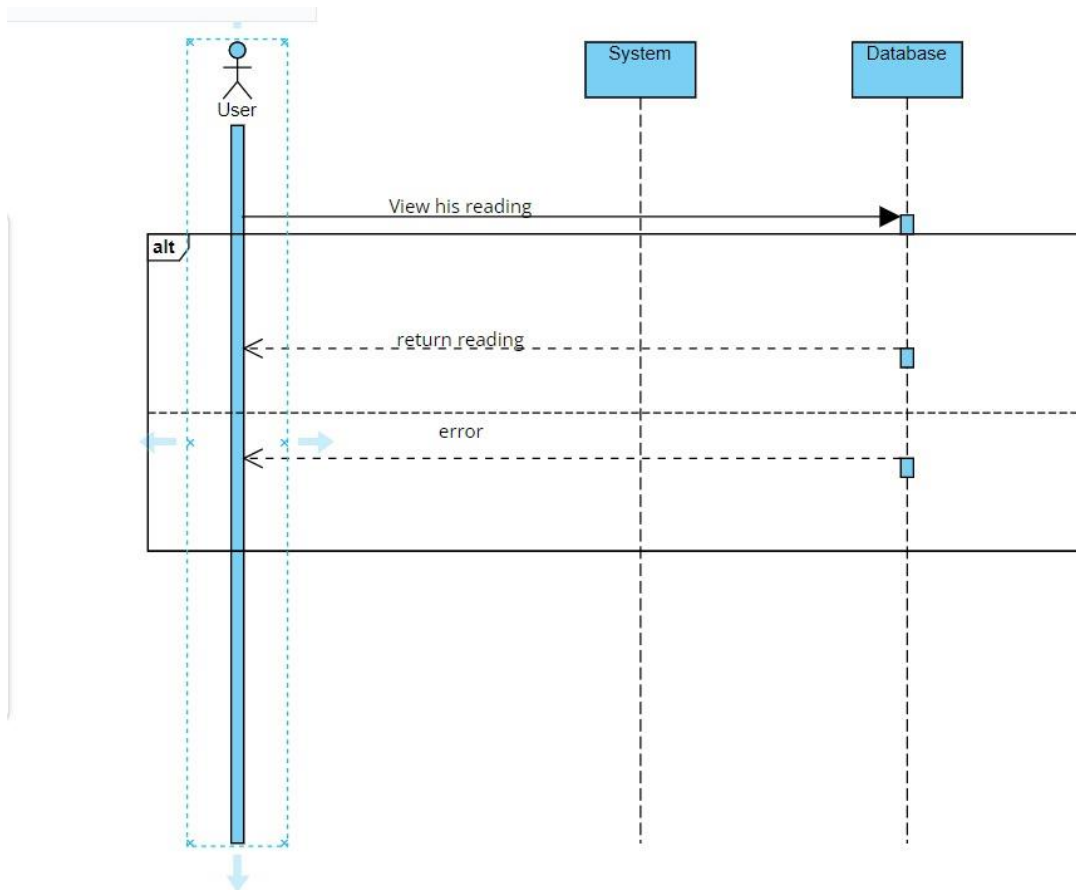 System
Database
User
View his reading
alt
return reading
error